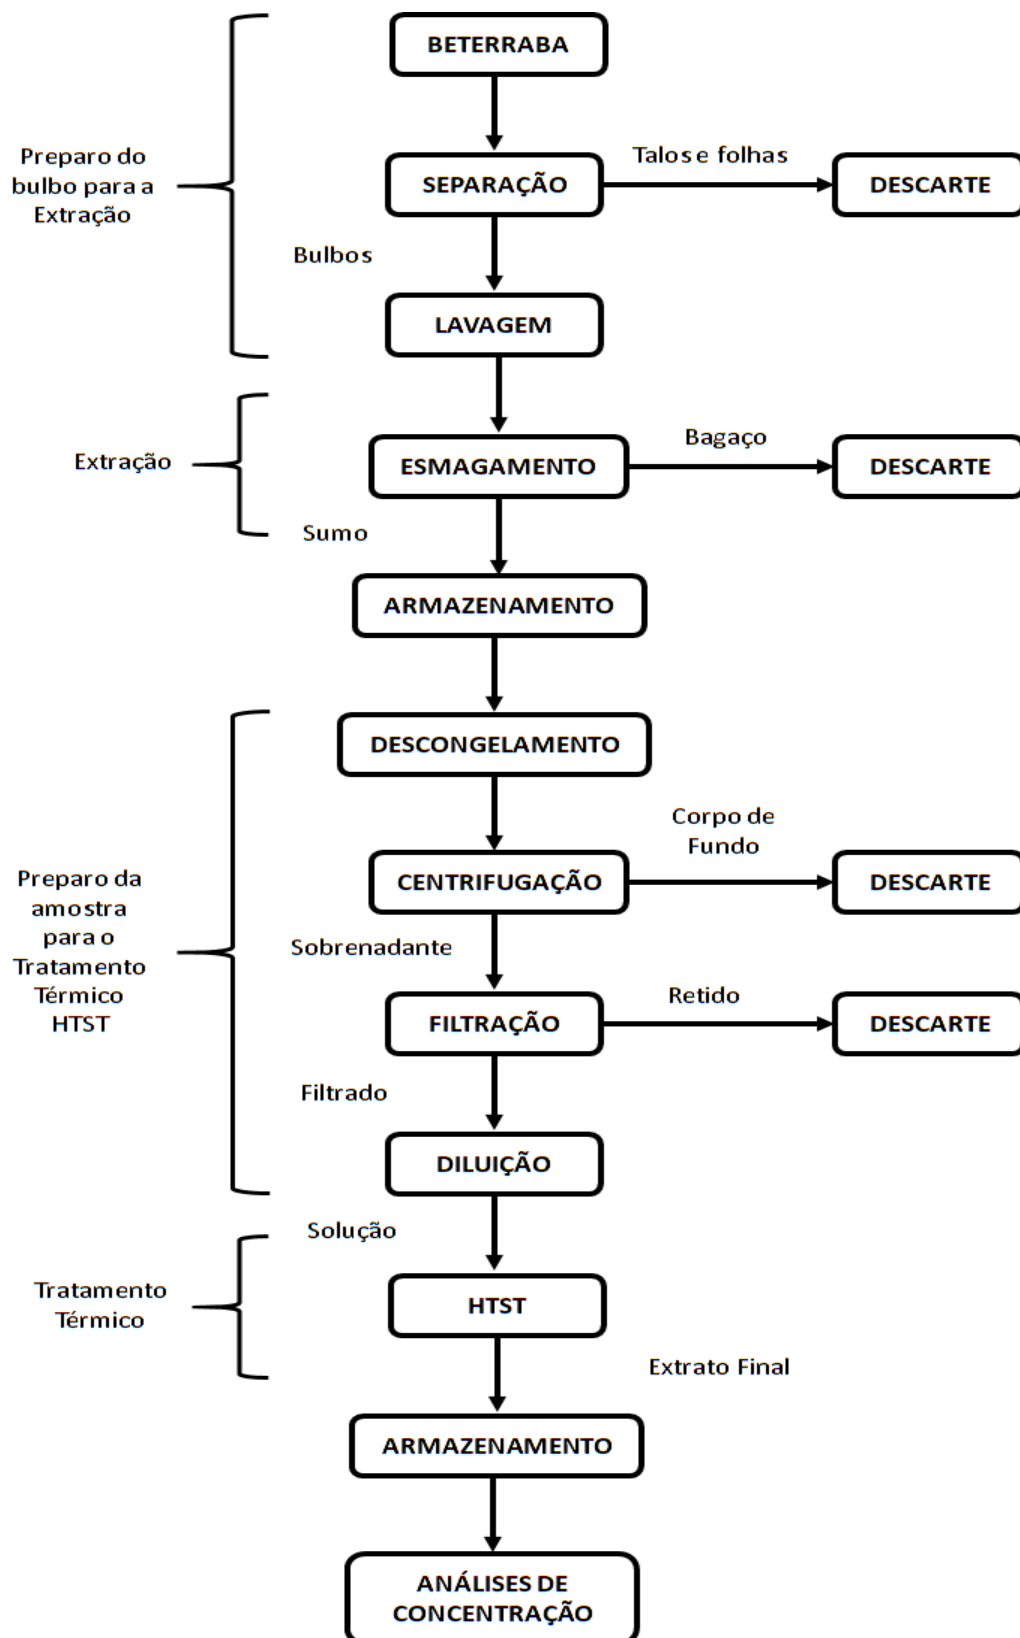 BETERRABA
Preparo do
bulbo para a
Extração
SEPARAÇÃO
Talos e folhas
DESCARTE
Bulbos
LAVAGEM
Extração
ESMAGAMENTO
Bagaço
DESCARTE
Sumo
ARMAZENAMENTO
DESCONGELAMENTO
Preparo da
amostra
para o
Tratamento
Térmico
HTST
CENTRIFUGAÇÃO
Corpo de
Fundo
DESCARTE
Sobrenadante
FILTRAÇÃO
Retido
DESCARTE
Filtrado
DILUIÇÃO
Solução
Tratamento
Térmico
HTST
Extrato Final
ARMAZENAMENTO
ANÁLISES DE
CONCENTRAÇÃO